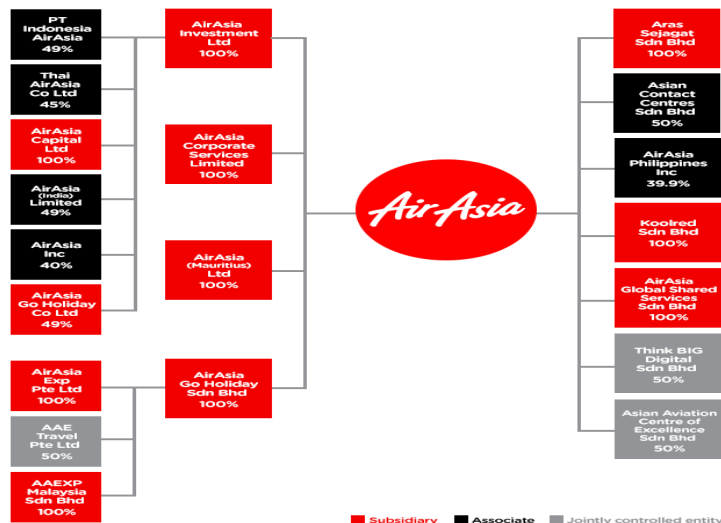 PT
Indonesia
AirAsia
49%
Thai
AirAsia
Co Ltd
45%
AirAsia
Capital
Ltd
100%
AirAsia
(India)
Limited
49%
AirAsia
Inc
40%
AirAsia
Go Holiday
Co Ltd
49%
AirAsia
Exp
Pte Ltd
100%
AAE
Travel
Pte Ltd
50%
AAEXP
Malaysia
Sdn Bhd
100%
AirAsia
Investment
Ltd
100%
AirAsia
Corporate
Services
Limited
100%
AirAsia
(Mauritius)
Ltd
100%
AirAsia
Go Holiday
Sdn Bhd
100%
AirAsia
Aras
Sejagat
Sdn Bhd
100%
Asian
Contact
Centres
Sdn Bhd
50%
AirAsia
Philippines
Inc
39.9%
Koolred
Sdn Bhd
100%
AirAsia
Global Shared
Services
Sdn Bhd
100%
Think BIG
Digital
Sdn Bhd
50%
Asian Aviation
Centre of
Excellence
Sdn Bhd
50%
Subsidiary Associate Jointly controlled entity